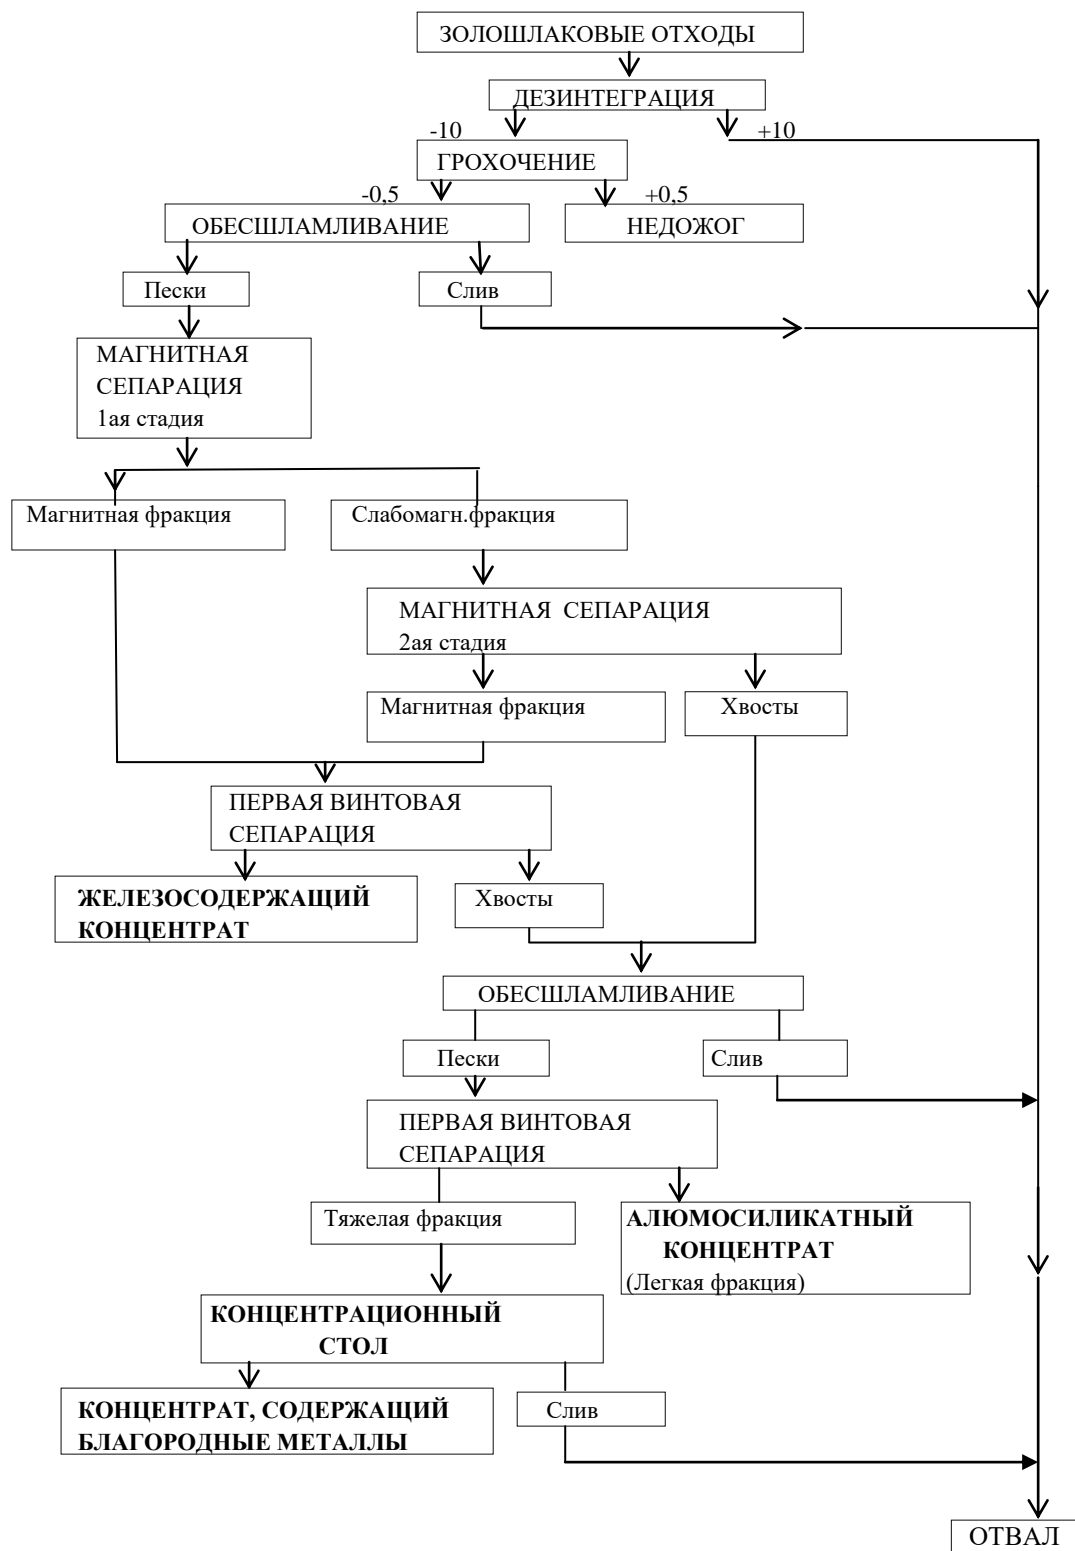 ЗОЛОШЛАКОВЫЕ ОТХОДЫ
ДЕЗИНТЕГРАЦИЯ
-10
+10
ГРОХОЧЕНИЕ
-0,5
+0,5
ОБЕСШЛАМЛИВАНИЕ
НЕДОЖОГ
Пески
Слив
МАГНИТНАЯ
СЕПАРАЦИЯ
1ая стадия
Магнитная фракция
Слабомагн.фракция
МАГНИТНАЯ СЕПАРАЦИЯ
2ая стадия
Магнитная фракция
Хвосты
ПЕРВАЯ ВИНТОВАЯ
СЕПАРАЦИЯ
ЖЕЛЕЗОСОДЕРЖАЩИЙ
КОНЦЕНТРАТ
Хвосты
ОБЕСШЛАМЛИВАНИЕ
Пески
Слив
ПЕРВАЯ ВИНТОВАЯ
СЕПАРАЦИЯ
Тяжелая фракция
АЛЮМОСИЛИКАТНЫЙ
КОНЦЕНТРАТ
(Легкая фракция)
КОНЦЕНТРАЦИОННЫЙ
СТОЛ
КОНЦЕНТРАТ, СОДЕРЖАЩИЙ
БЛАГОРОДНЫЕ МЕТАЛЛЫ
Слив
ОТВАЛ